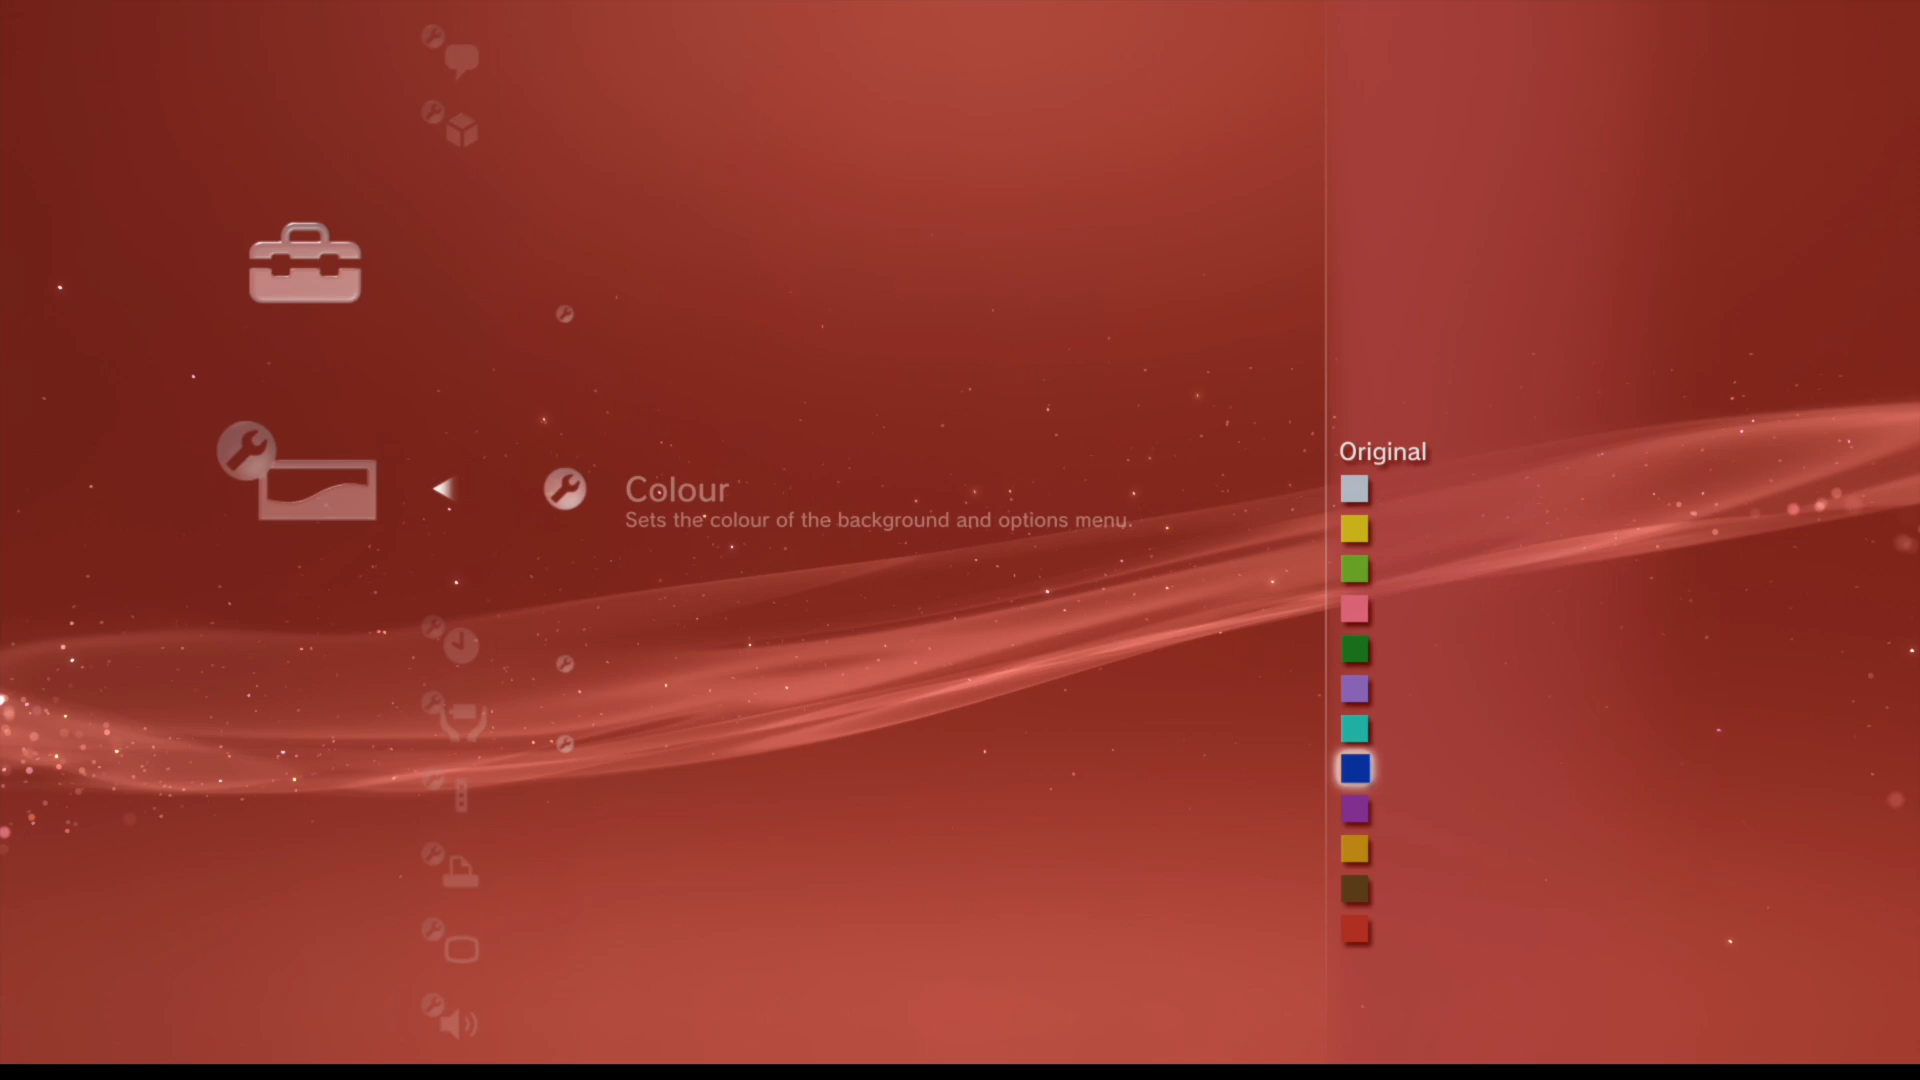 Original
Colour
Sets the colour of the background and options menu.